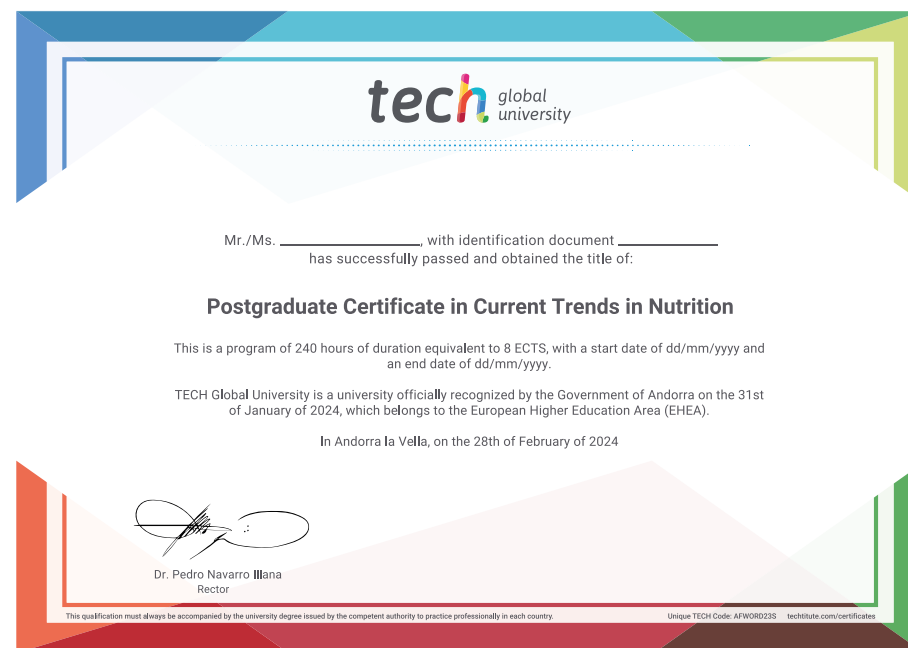 tech global
university
Mr./Ms. ____________________, with identification document ______________
has successfully passed and obtained the title of:
Postgraduate Certificate in Current Trends in Nutrition
This is a program of 240 hours of duration equivalent to 8 ECTS, with a start date of dd/mm/yyyy and
an end date of dd/mm/yyyy.
TECH Global University is a university officially recognized by the Government of Andorra on the 31st
of January of 2024, which belongs to the European Higher Education Area (EHEA).
In Andorra la Vella, on the 28th of February of 2024
Dr. Pedro Navarro Illana
Rector
This qualification must always be accompanied by the university degree issued by the competent authority to practice professionally in each country.
Unique TECH Code: AFWORD23S techtitute.com/certificates